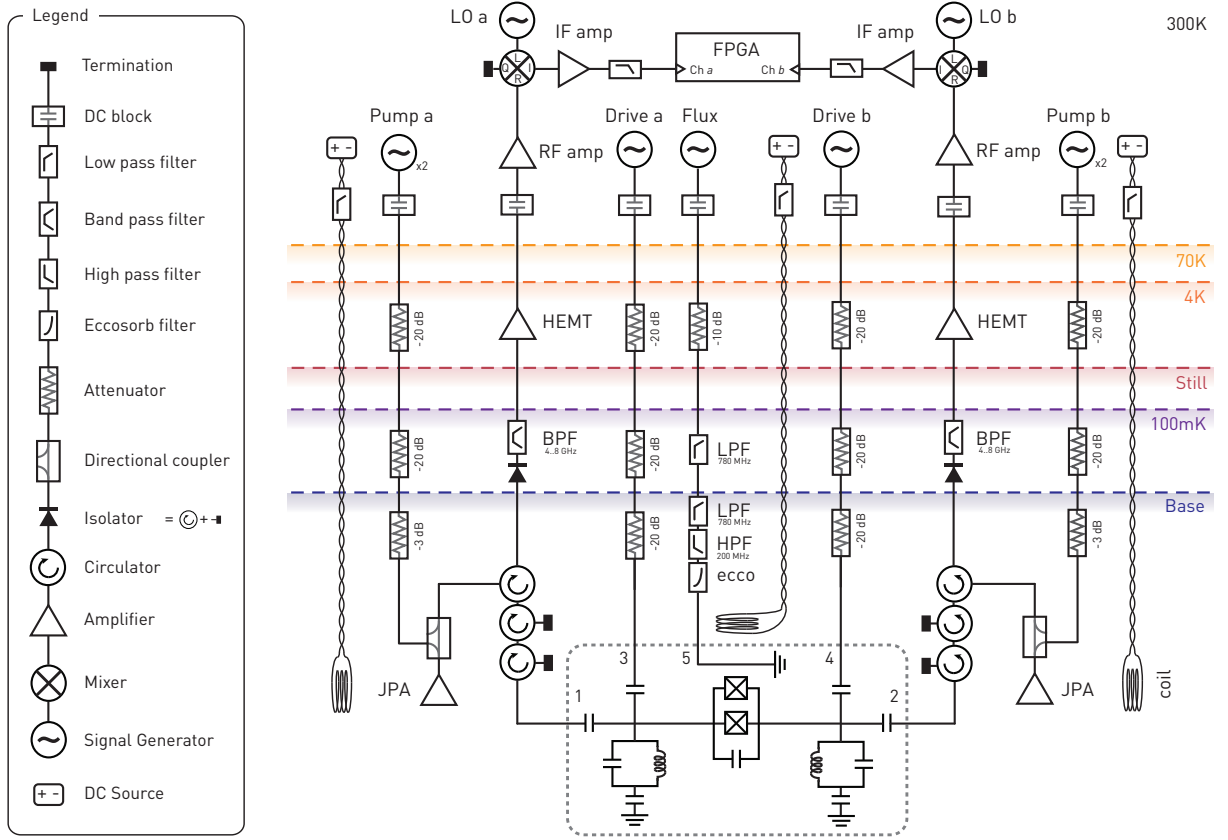 Legend
Termination
DC block
Low pass filter
Band pass filter
High pass filter
Eccosorb filter
Attenuator
Directional coupler
Isolator = +
Circulator
Amplifier
Mixer
Signal Generator
+ - DC Source
LO a
LO b
300K
IF amp
IF amp
FPGA
Ch a
Ch b
L
Q I
R
L
I Q
R
Pump a
Drive a
Flux
Drive b
Pump b
+ -
x2
RF amp
+ -
RF amp
x2
+ -
70K
4K
-20 dB
HEMT
-20 dB
-10 dB
-20 dB
HEMT
-20 dB
Still
100mK
-20 dB
BPF
4..8 GHz
-20 dB
LPF
780 MHz
-20 dB
BPF
4..8 GHz
-20 dB
Base
-3 dB
-20 dB
LPF
780 MHz
HPF
200 MHz
ecco
-20 dB
-3 dB
3
5
4
JPA
1
2
JPA
coil